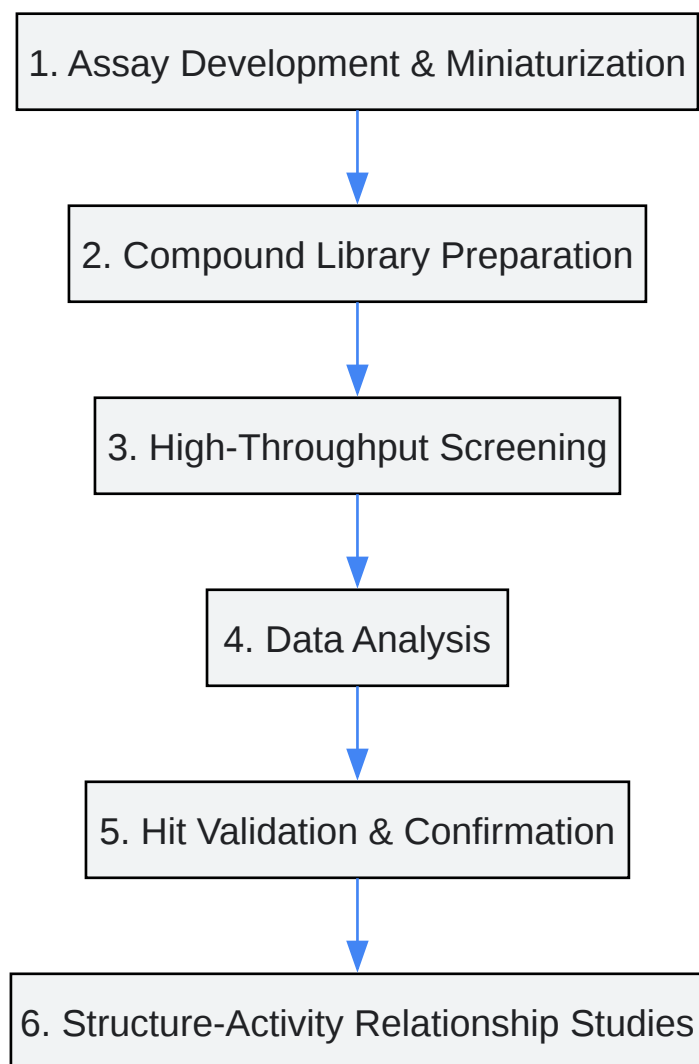 1. Assay Development & Miniaturization
2. Compound Library Preparation
3. High-Throughput Screening
4. Data Analysis
5. Hit Validation & Confirmation
6. Structure-Activity Relationship Studies